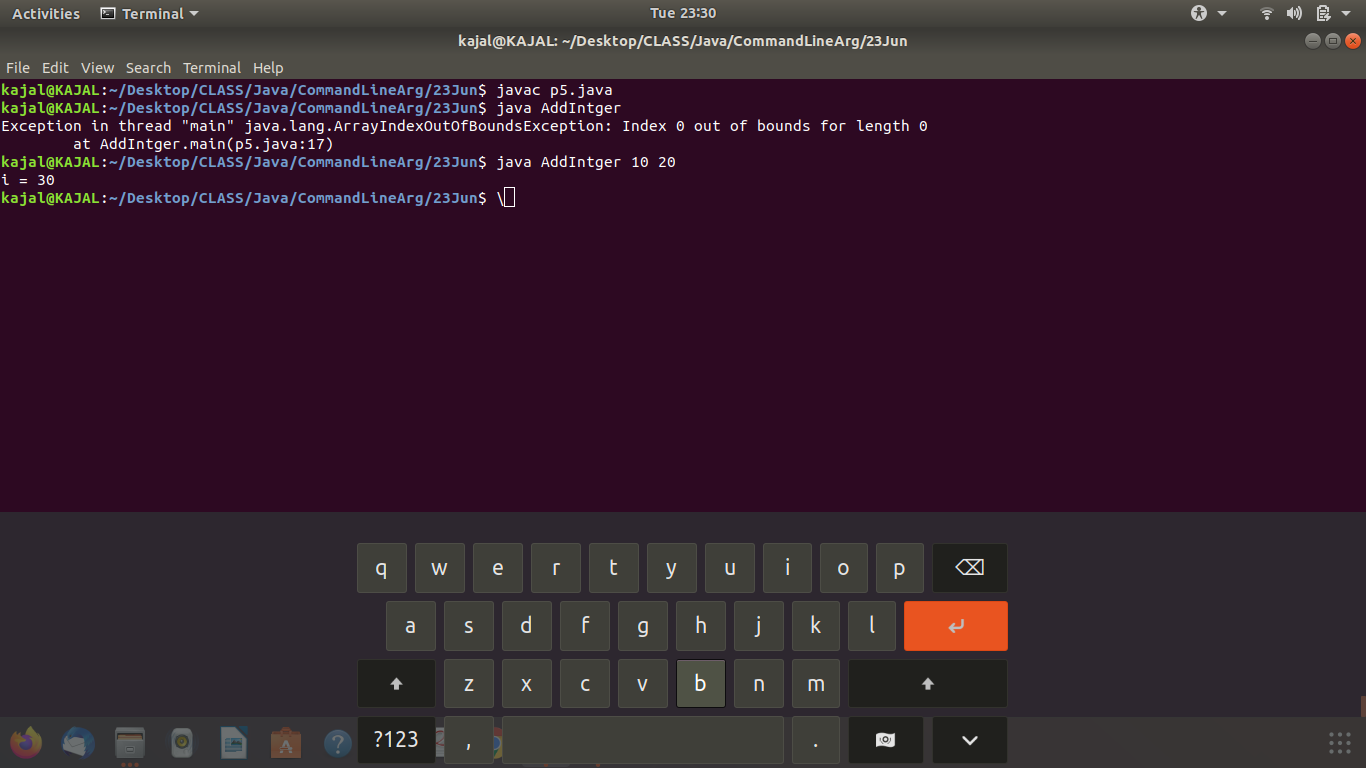 Activities Terminal Tue 23:30
kajal@KAJAL: ~/Desktop/CLASS/Java/CommandLineArg/23Jun
File Edit View Search Terminal Help
kajal@KAJAL:~/Desktop/CLASS/Java/CommandLineArg/23Jun$ javac p5.java
kajal@KAJAL:~/Desktop/CLASS/Java/CommandLineArg/23Jun$ java AddIntger
Exception in thread "main" java.lang.ArrayIndexOutOfBoundsException: Index 0 out of bounds for length 0
        at AddIntger.main(p5.java:17)
kajal@KAJAL:~/Desktop/CLASS/Java/CommandLineArg/23Jun$ java AddIntger 10 20
i = 30
kajal@KAJAL:~/Desktop/CLASS/Java/CommandLineArg/23Jun$ \
q w e r t y u i o p
a s d f g h j k l
z x c v b n m
?123 , .